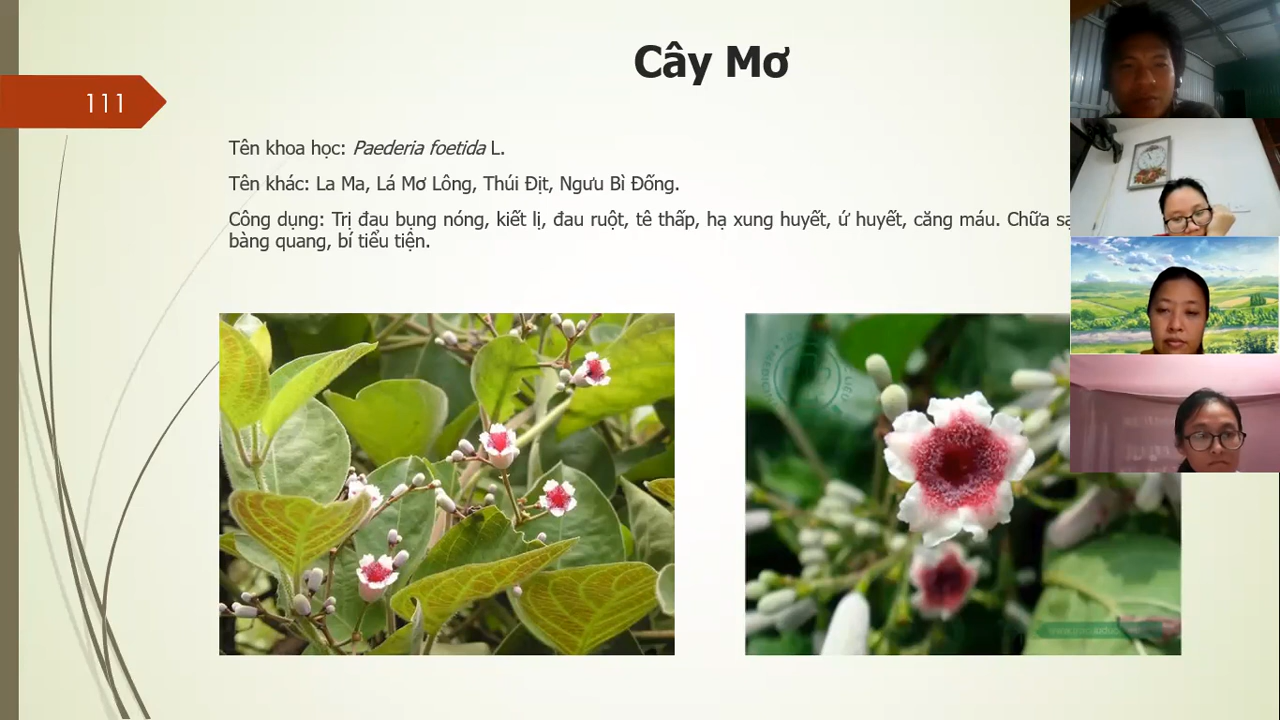 Cây Mơ
111
Tên khoa học: Paederia foetida L.
Tên khác: La Ma, Lá Mơ Lông, Thúi Địt, Ngưu Bì Đống.
Công dụng: Trị đau bụng nóng, kiết lị, đau ruột, tê thấp, hạ xung huyết, ứ huyết, căng máu. Chữa
bàng quang, bí tiểu tiện.